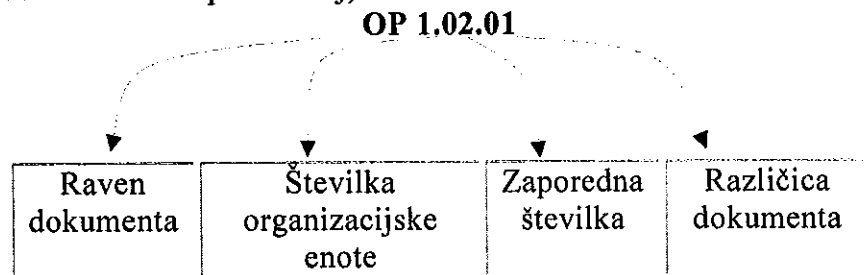 OP 1.02.01
Raven dokumenta
Številka organizacijske enote
Zaporedna številka
Različica dokumenta